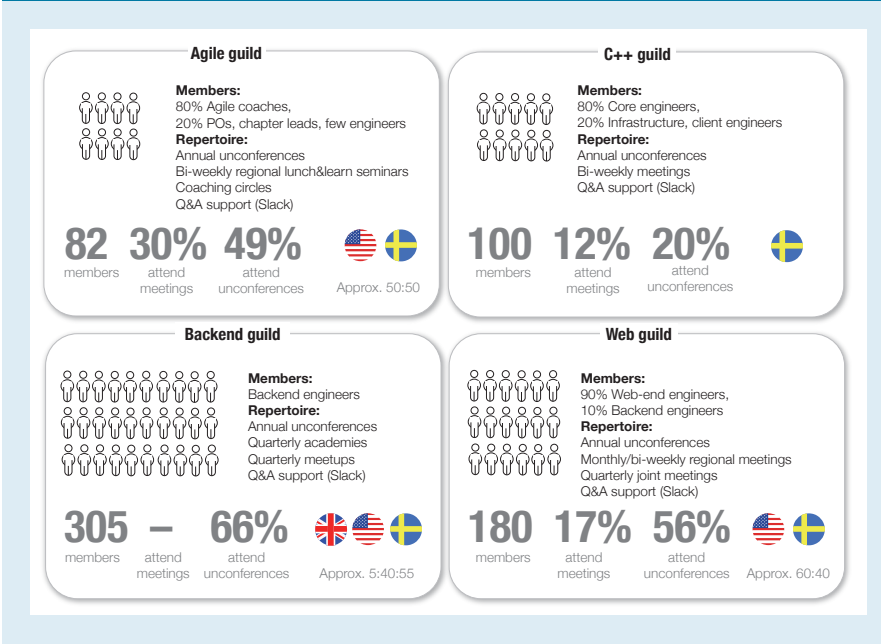 Agile guild
Members:
80% Agile coaches,
20% POs, chapter leads, few engineers
Repertoire:
Annual unconferences
Bi-weekly regional lunch&learn seminars
Coaching circles
Q&A support (Slack)
82 30% 49%
members attend attend
meetings unconferences Approx. 50:50
C++ guild
Members:
80% Core engineers,
20% Infrastructure, client engineers
Repertoire:
Annual unconferences
Bi-weekly meetings
Q&A support (Slack)
100 12% 20%
members attend attend
meetings unconferences
Backend guild
Members:
Backend engineers
Repertoire:
Annual unconferences
Quarterly academies
Quarterly meetups
Q&A support (Slack)
305 – 66%
members attend attend
meetings unconferences Approx. 5:40:55
Web guild
Members:
90% Web-end engineers,
10% Backend engineers
Repertoire:
Annual unconferences
Monthly/bi-weekly regional meetings
Quarterly joint meetings
Q&A support (Slack)
180 17% 56%
members attend attend
meetings unconferences Approx. 60:40